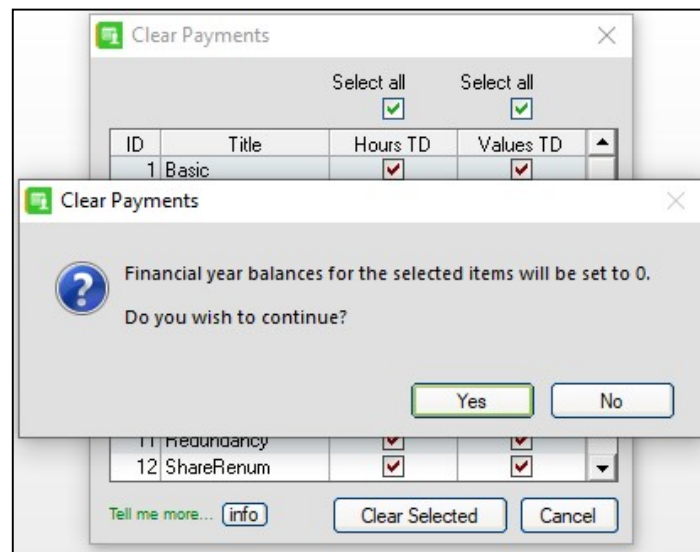 Clear Payments
Select all Select all
ID Title Hours TD Values TD
1 Basic
Clear Payments
Financial year balances for the selected items will be set to 0.
Do you wish to continue?
Yes No
11 Redundancy
12 ShareRenum
Tell me more... info Clear Selected Cancel